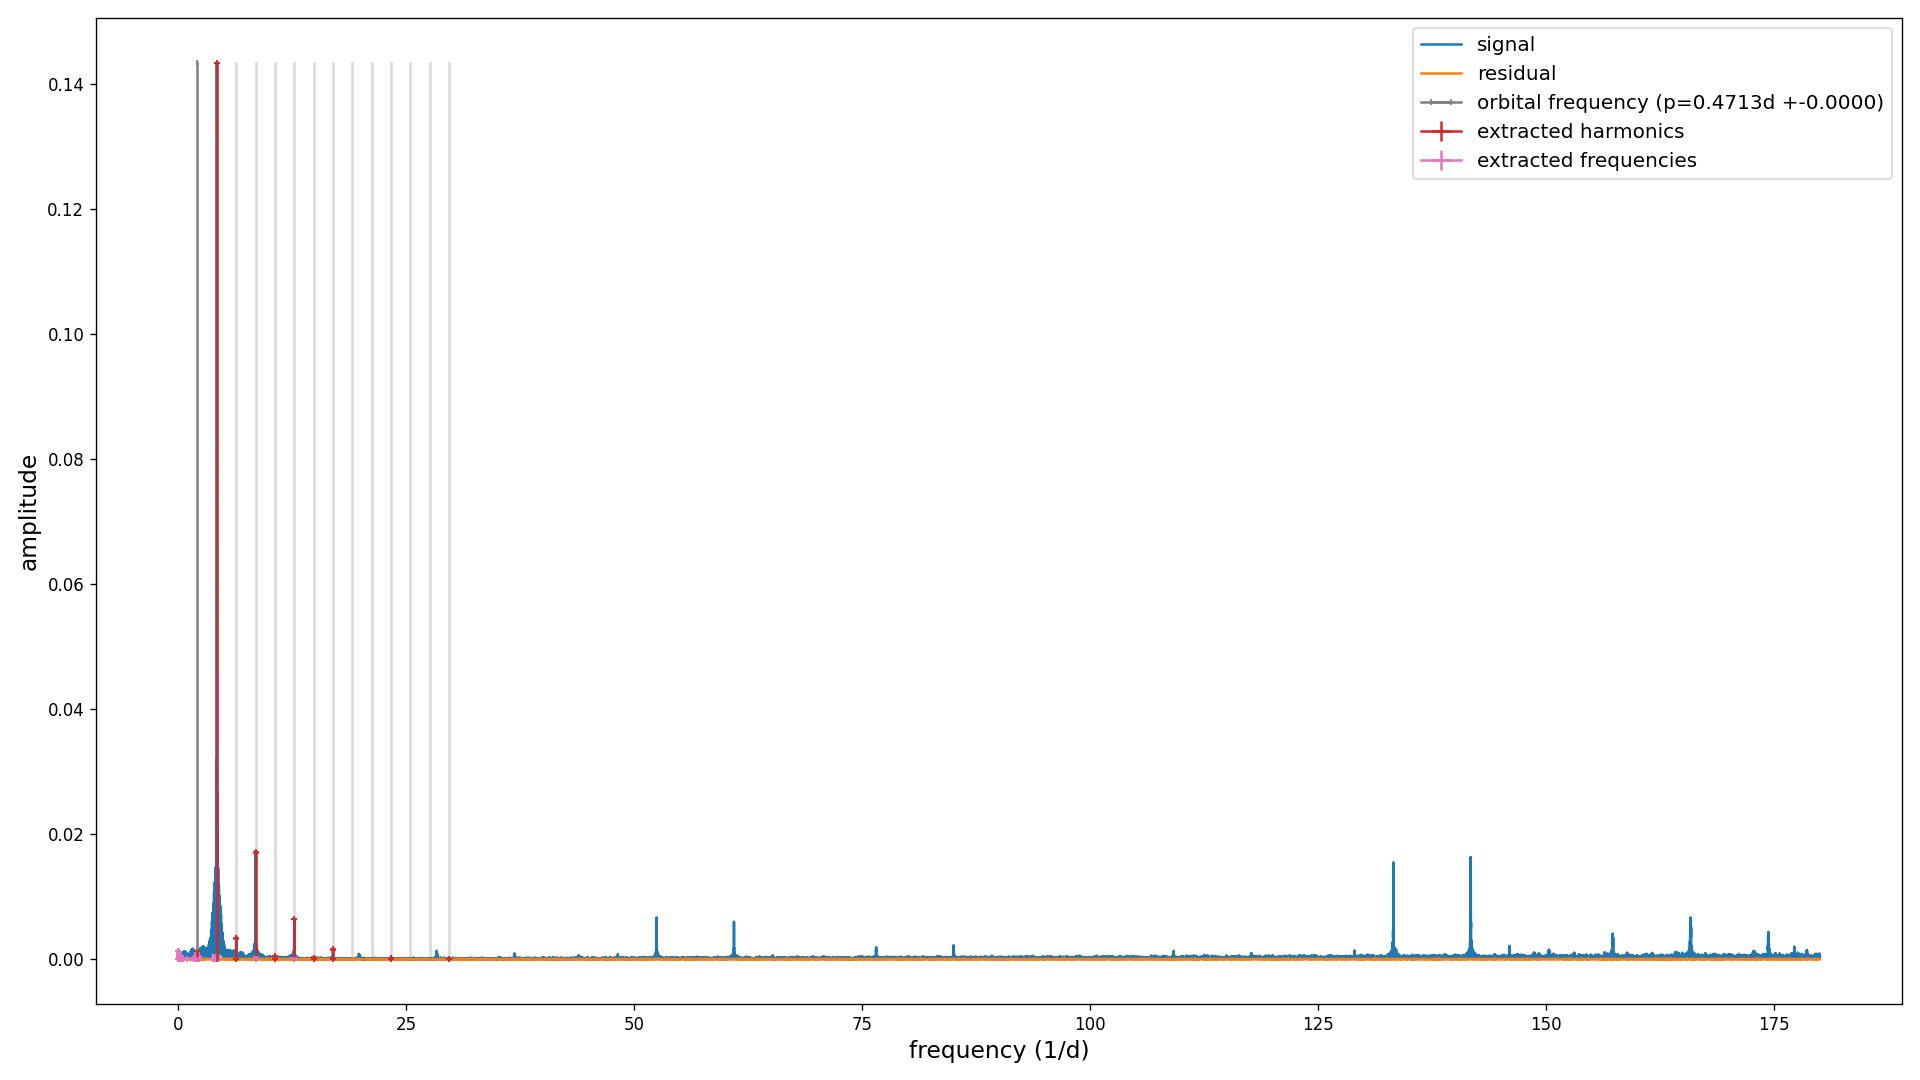 signal
residual
orbital frequency (p=0.4713d +-0.0000)
extracted harmonics
extracted frequencies
0.14
0.12
0.10
0.08
0.06
0.04
0.02
0.00
amplitude
0 25 50 75 100 125 150 175
frequency (1/d)